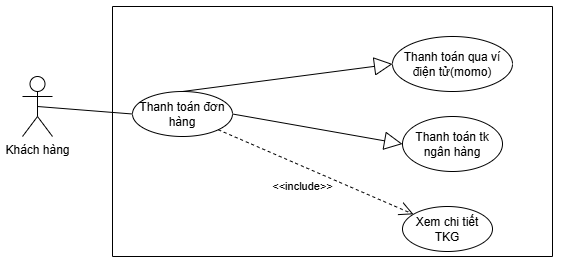 Thanh toán qua ví
điện tử(momo)
Thanh toán đơn
hàng
Thanh toán tk
ngân hàng
Khách hàng
<<include>>
Xem chi tiết
TKG